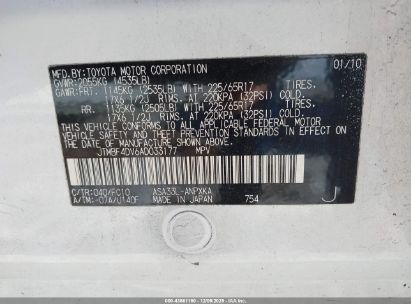 MFD.BY:TOYOTA MOTOR CORPORATION 01/10
GVWR:2055KG (4535LB)
GAWR:FRT. 1145KG (2535LB) WITH 225/65R17 TIRES.
17X6 1/2J RIMS. AT 220KPA (32PSI) COLD.
RR. 1135KG (2505LB) WITH 225/65R17 TIRES.
17X6 1/2J RIMS. AT 220KPA (32PSI) COLD.
THIS VEHICLE CONFORMS TO ALL APPLICABLE
FEDERAL MOTOR VEHICLE SAFETY STANDARDS IN
EFFECT ON THE DATE OF MANUFACTURE SHOWN ABOVE.
JTMBF4DV6AD033177 MPV
C/TR:040/FC10 ASA33L-ANPXKA
A/TM:-07A/U140F MADE IN JAPAN 754 J